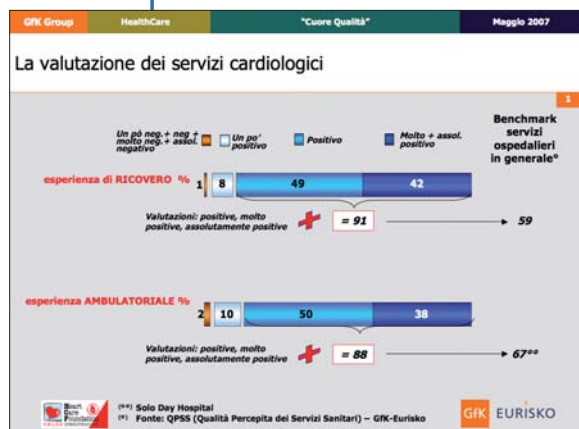 GfK Group HealthCare "Cuore Qualità" Maggio 2007
La valutazione dei servizi cardiologici
1
Un pò neg.+ neg +
molto neg.+ assol.
negativo
Un po'
positivo
Positivo
Molto + assol.
positivo
Benchmark
servizi
ospedalieri
in generale°
esperienza di RICOVERO %
1 8 49 42
Valutazioni: positive, molto
positive, assolutamente positive
= 91
59
esperienza AMBULATORIALE %
2 10 50 38
Valutazioni: positive, molto
positive, assolutamente positive
= 88
67°°
Heart
Care
Foundation
(°°) Solo Day Hospital
(°) Fonte: QPSS (Qualità Percepita dei Servizi Sanitari) – GfK-Eurisko
GfK EURISKO